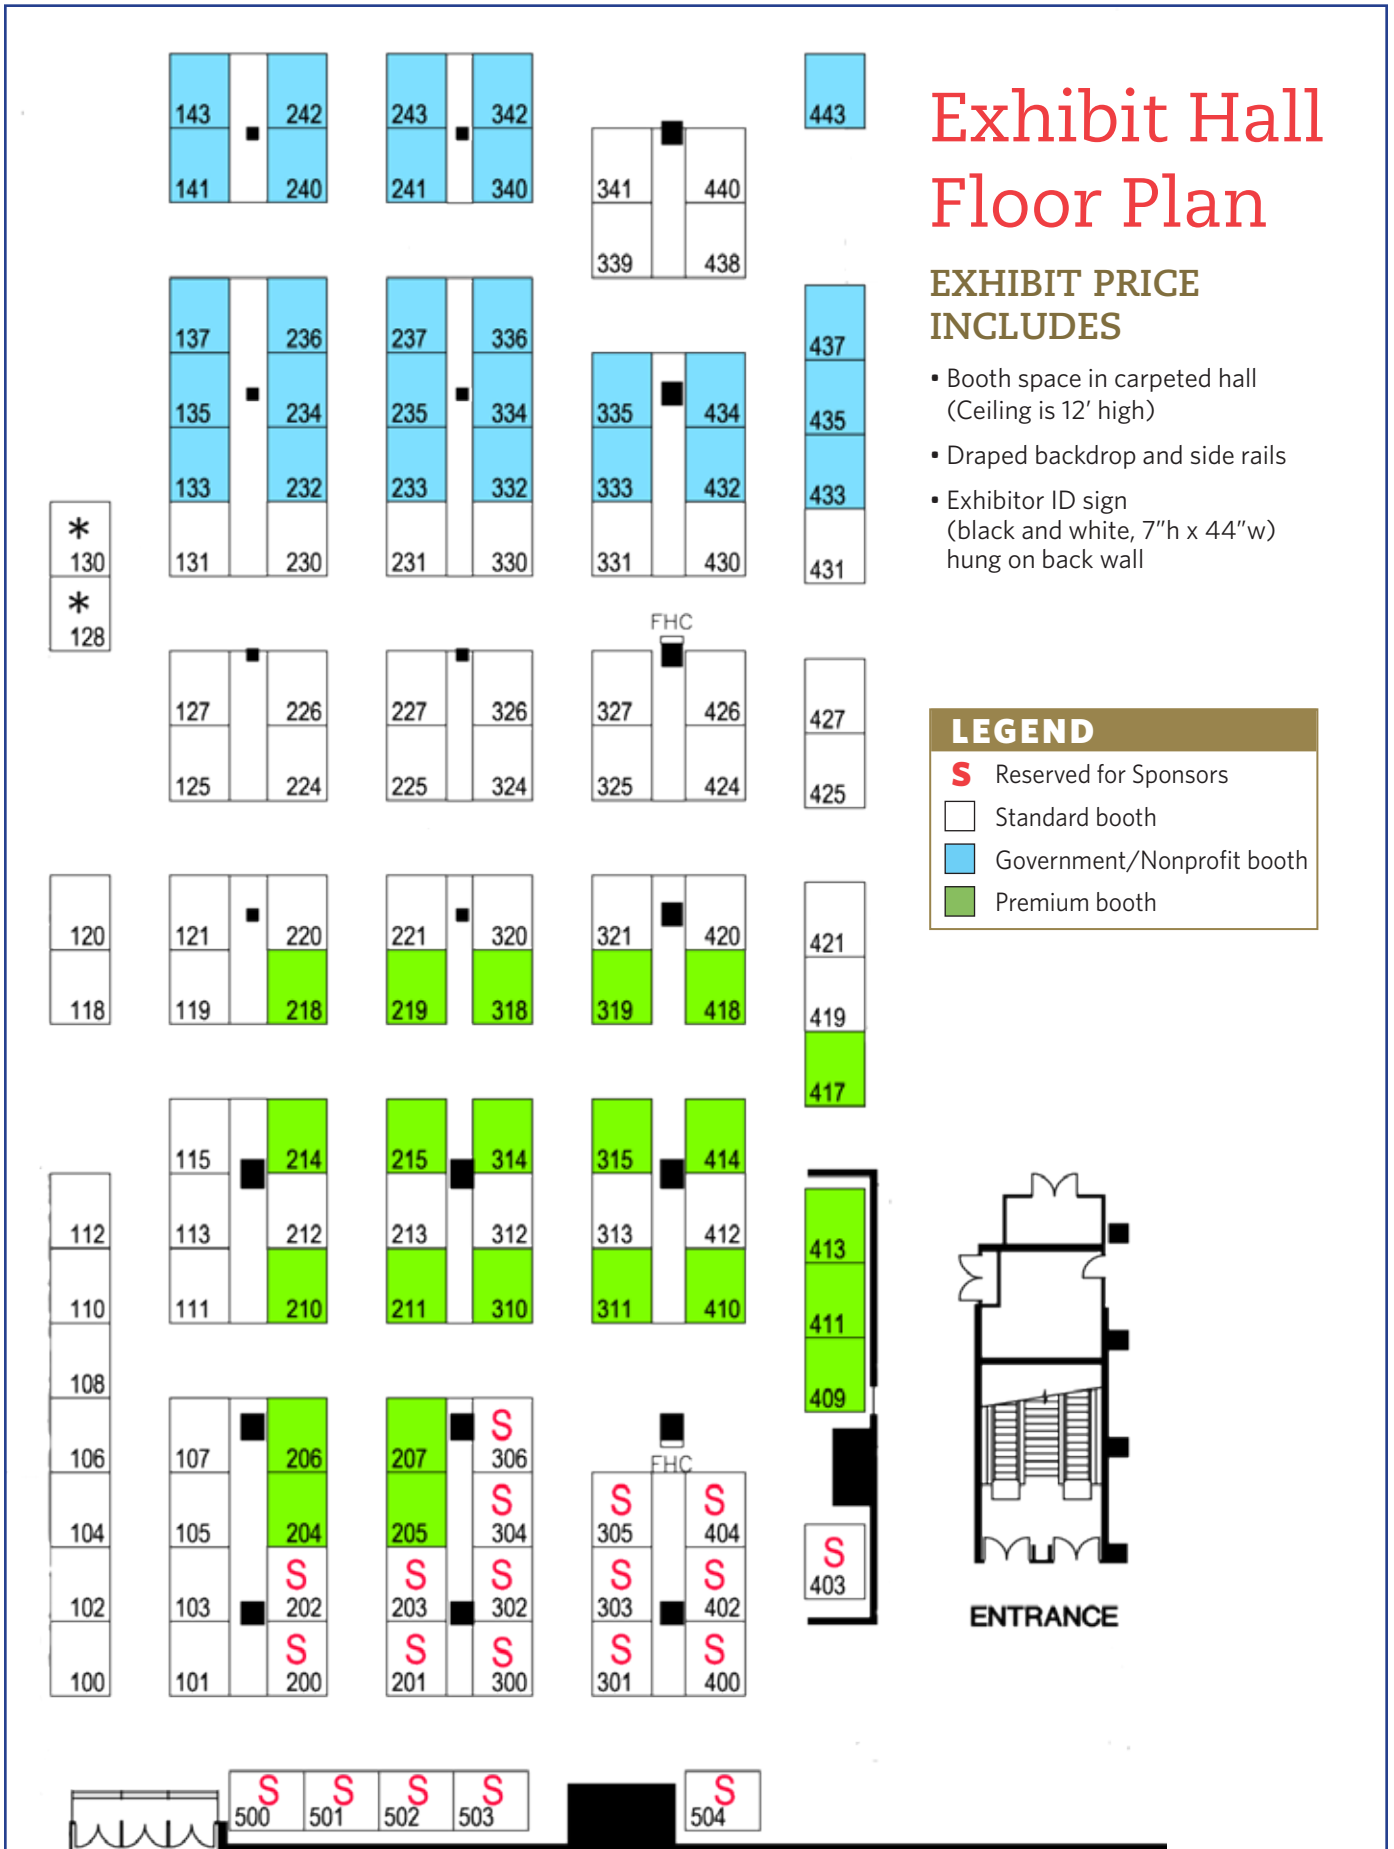 Exhibit Hall
Floor Plan
EXHIBIT PRICE
INCLUDES
• Booth space in carpeted hall
(Ceiling is 12′ high)
• Draped backdrop and side rails
• Exhibitor ID sign
(black and white, 7″h x 44″w)
hung on back wall
LEGEND
S Reserved for Sponsors
Standard booth
Government/Nonprofit booth
Premium booth
143 242 243 342 443
141 240 241 340 341 440
339 438
137 236 237 336 437
135 234 235 334 335 434 435
133 232 233 332 333 432 433
*
130 131 230 231 330 331 430 431
*
128
FHC
127 226 227 326 327 426 427
125 224 225 324 325 424 425
120 121 220 221 320 321 420 421
118 119 218 219 318 319 418 419
417
115 214 215 314 315 414
112 113 212 213 312 313 412 413
110 111 210 211 310 311 410 411
108 409
S
106 107 206 207 306 FHC
S S S
104 105 204 205 304 305 404
S S S S S S
102 103 202 203 302 303 402
S
403
S S S S S
100 101 200 201 300 301 400
ENTRANCE
S S S S S
500 501 502 503 504